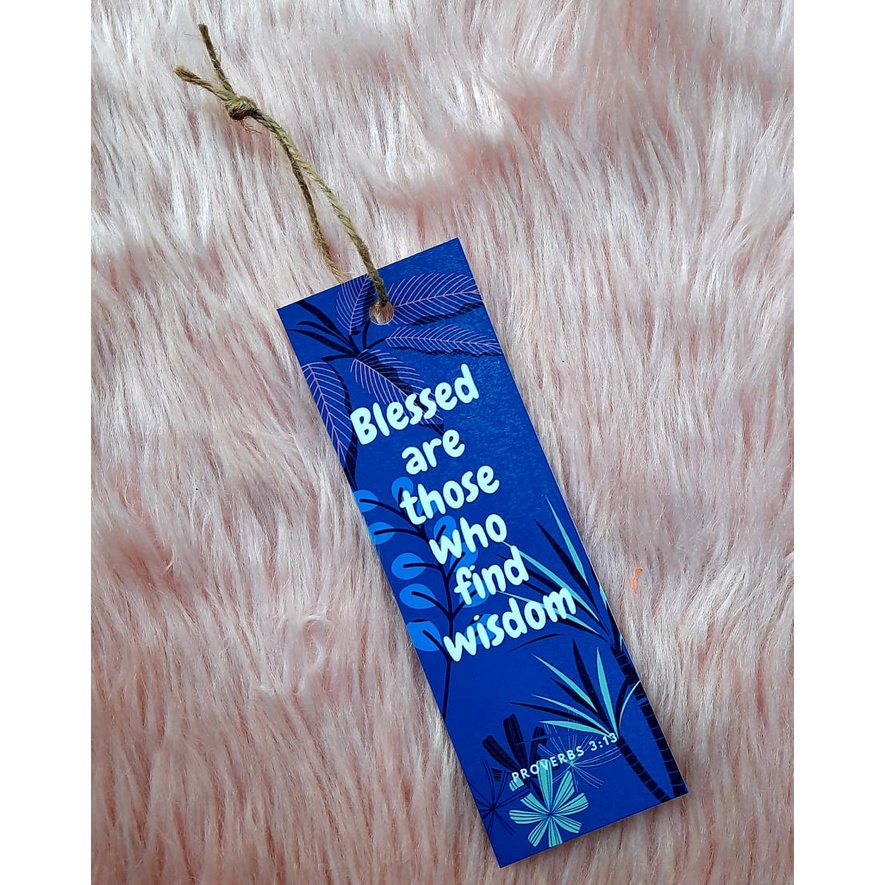 Blessed
are
those
who
find
wisdom
PROVERBS 3:13